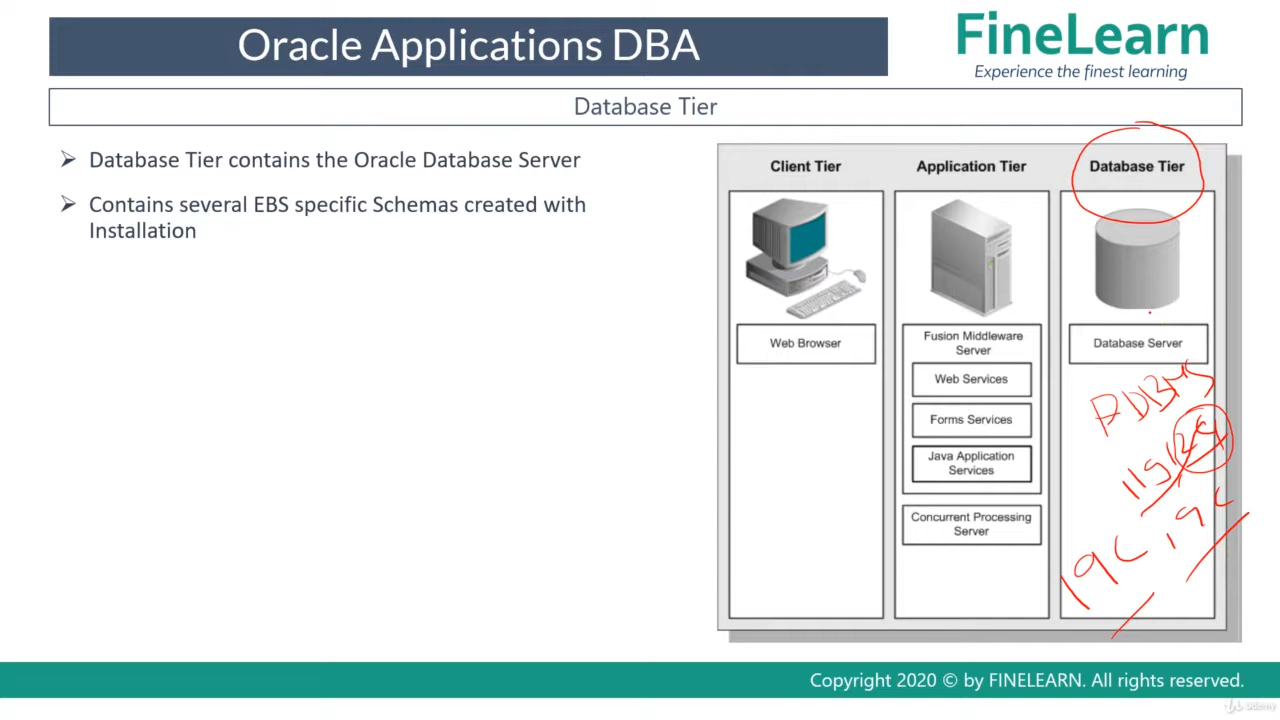 Oracle Applications DBA
FineLearn
Experience the finest learning
Database Tier
➢ Database Tier contains the Oracle Database Server
➢ Contains several EBS specific Schemas created with
Installation
Client Tier
Application Tier
Database Tier
Web Browser
Fusion Middleware
Server
Web Services
Forms Services
Java Application
Services
Concurrent Processing
Server
Database Server
RDBMS
11g
19c, 19c
Copyright 2020 © by FINELEARN. All rights reserved.
udemy